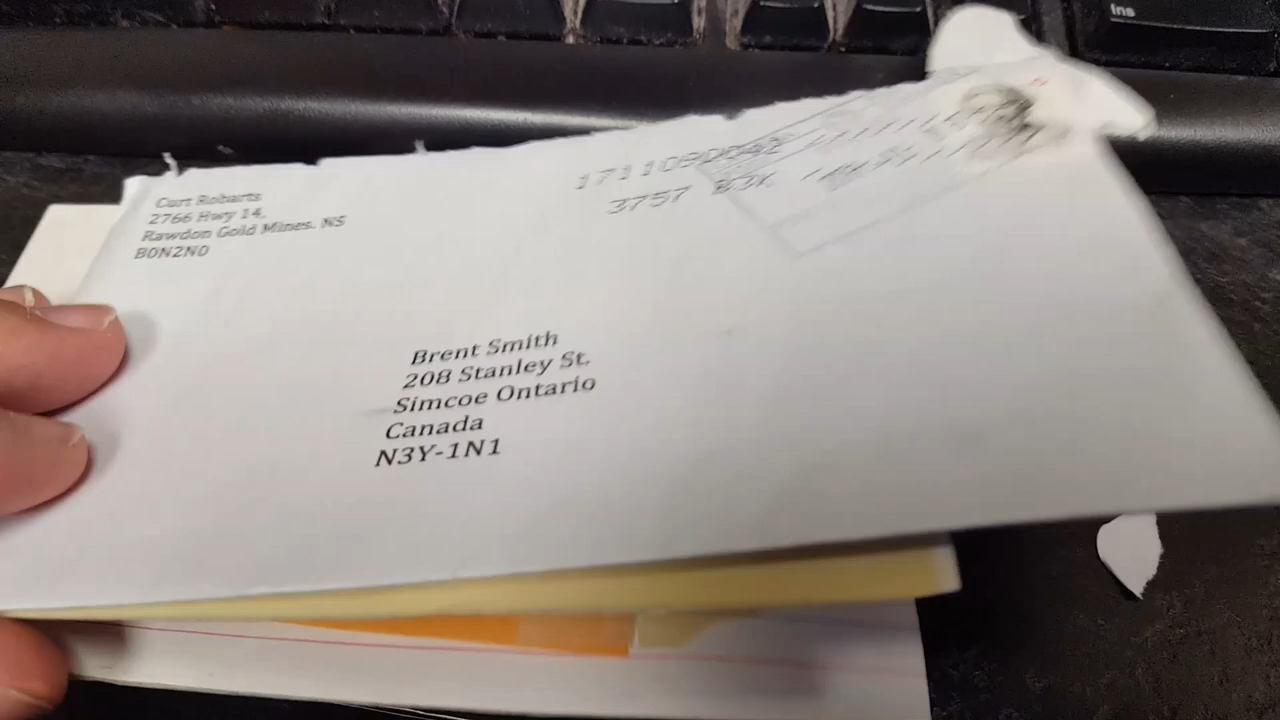 Ins
Curt Robarts
2766 Hwy 14,
Rawdon Gold Mines. NS
B0N2N0
3757
Brent Smith
208 Stanley St.
Simcoe Ontario
Canada
N3Y-1N1